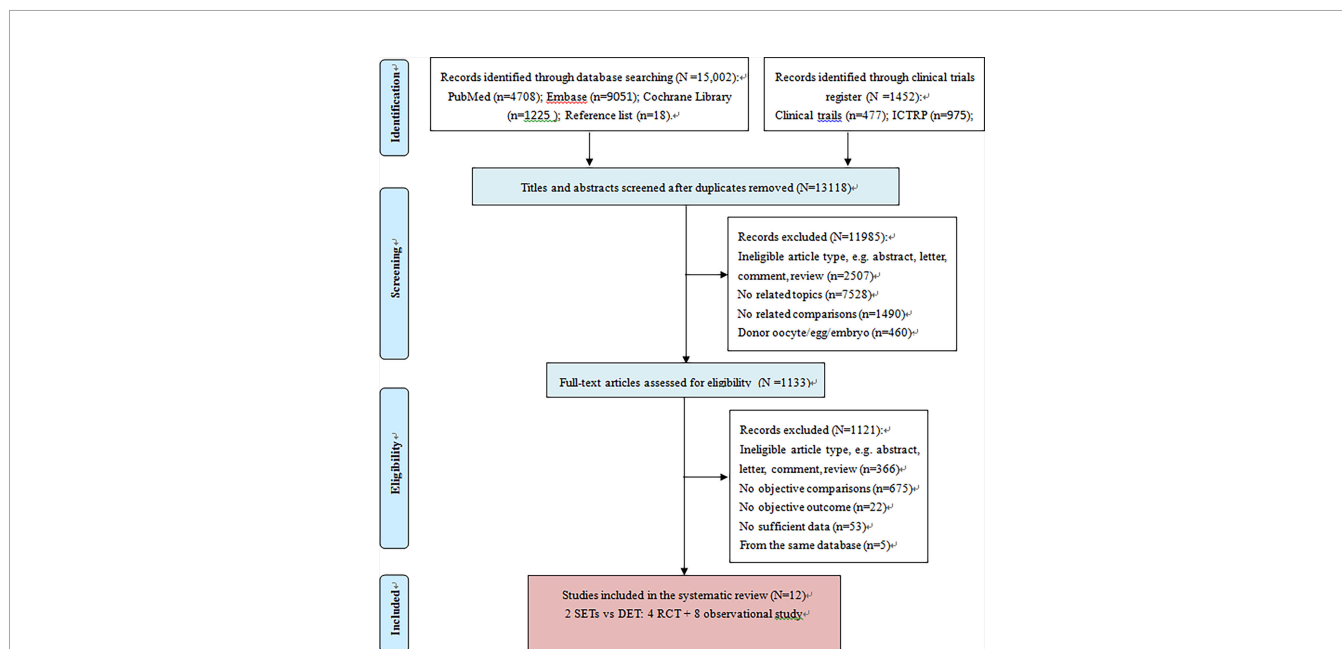 Identification
Records identified through database searching (N =15,002):↵
PubMed (n=4708); Embase (n=9051); Cochrane Library
(n=1225 ); Reference list (n=18).↵
Records identified through clinical trials
register (N =1452):↵
Clinical trails (n=477); ICTRP (n=975);
Titles and abstracts screened after duplicates removed (N=13118)↵
Screening
Records excluded (N=11985):↵
Ineligible article type, e.g. abstract, letter,
comment, review (n=2507)↵
No related topics (n=7528)↵
No related comparisons (n=1490)↵
Donor oocyte/egg/embryo (n=460)↵
Full-text articles assessed for eligibility (N =1133)↵
Eligibility
Records excluded (N=1121):↵
Ineligible article type, e.g. abstract,
letter, comment, review (n=366)↵
No objective comparisons (n=675)↵
No objective outcome (n=22)↵
No sufficient data (n=53)↵
From the same database (n=5)↵
Included
Studies included in the systematic review (N=12)↵
2 SETs vs DET: 4 RCT + 8 observational study↵